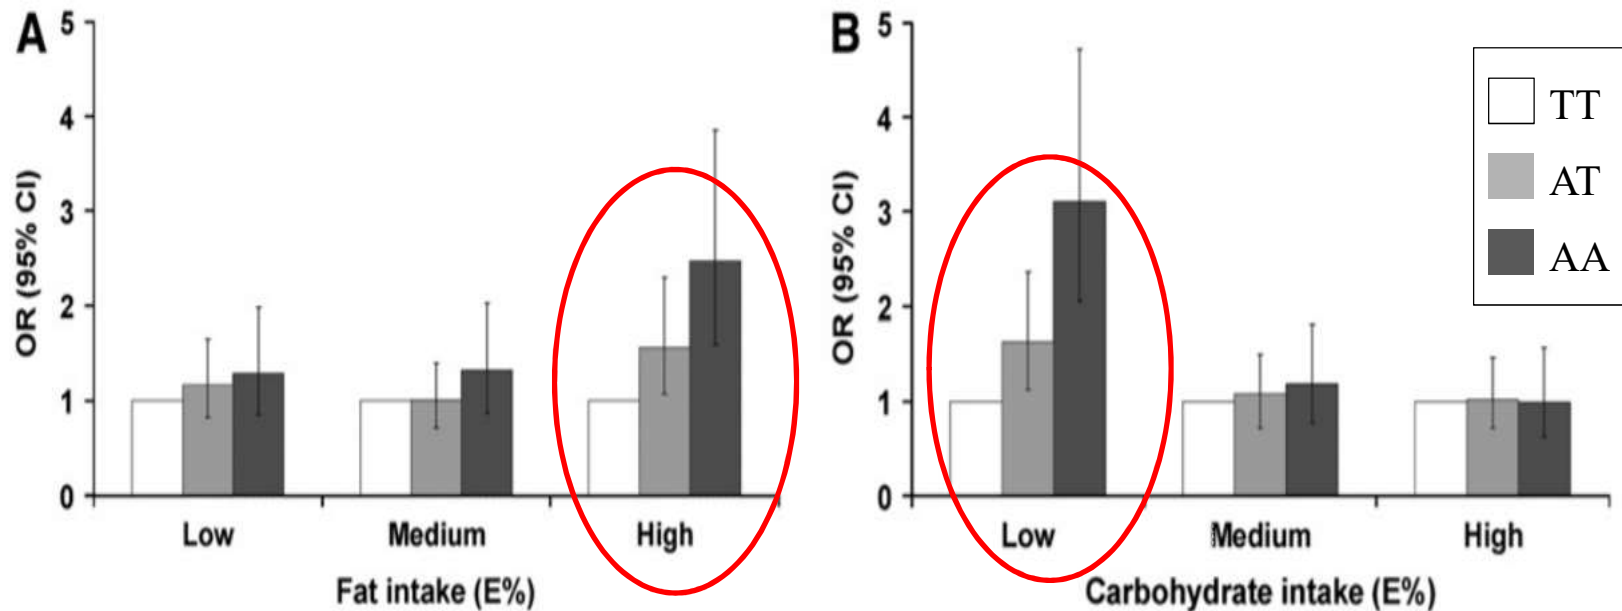 A
5
4
3
2
1
0
OR (95% CI)
Low
Medium
High
Fat intake (E%)
B
5
4
3
2
1
0
OR (95% CI)
Low
Medium
High
Carbohydrate intake (E%)
TT
AT
AA